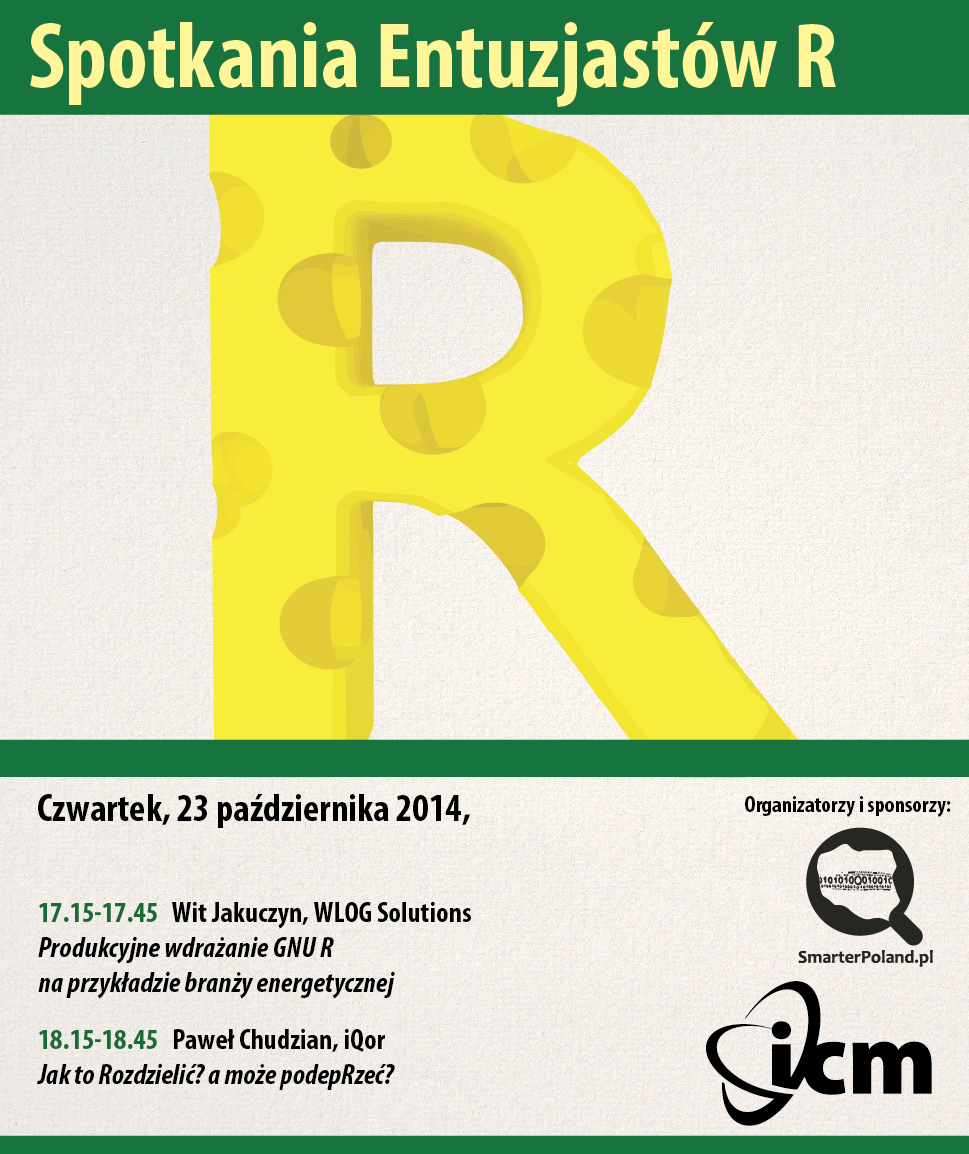 Spotkania Entuzjastów R
R
Czwartek, 23 października 2014,
17.15-17.45 Wit Jakuczyn, WLOG Solutions
Produkcyjne wdrażanie GNU R
na przykładzie branży energetycznej
18.15-18.45 Paweł Chudzian, iQor
Jak to Rozdzielić? a może podepRzeć?
Organizatorzy i sponsorzy:
SmarterPoland.pl
icm